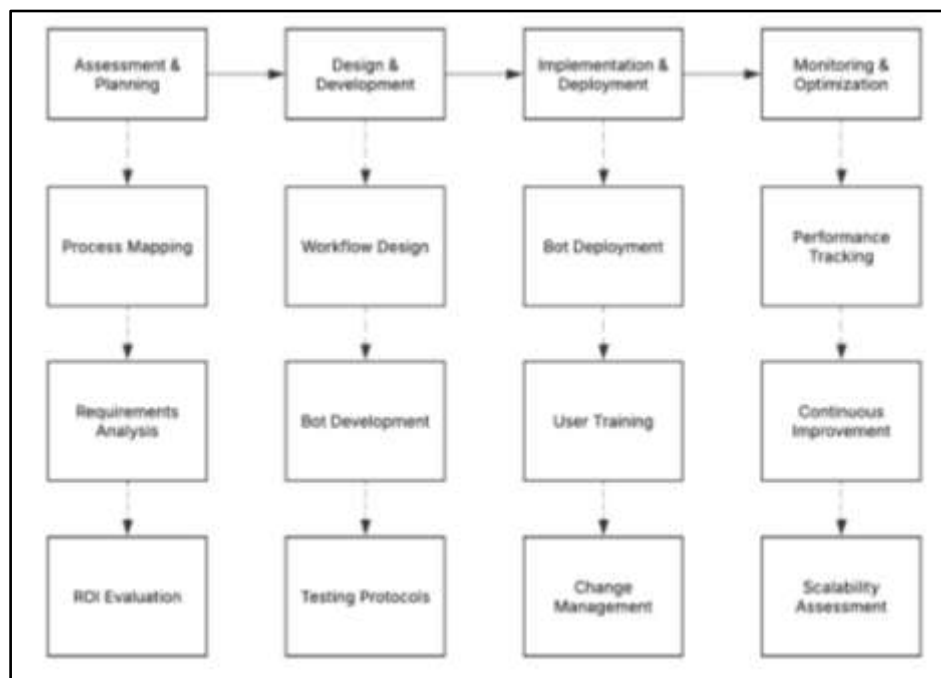 Assessment &
Planning
Design &
Development
Implementation &
Deployment
Monitoring &
Optimization
Process Mapping
Workflow Design
Bot Deployment
Performance
Tracking
Requirements
Analysis
Bot Development
User Training
Continuous
Improvement
ROI Evaluation
Testing Protocols
Change
Management
Scalability
Assessment